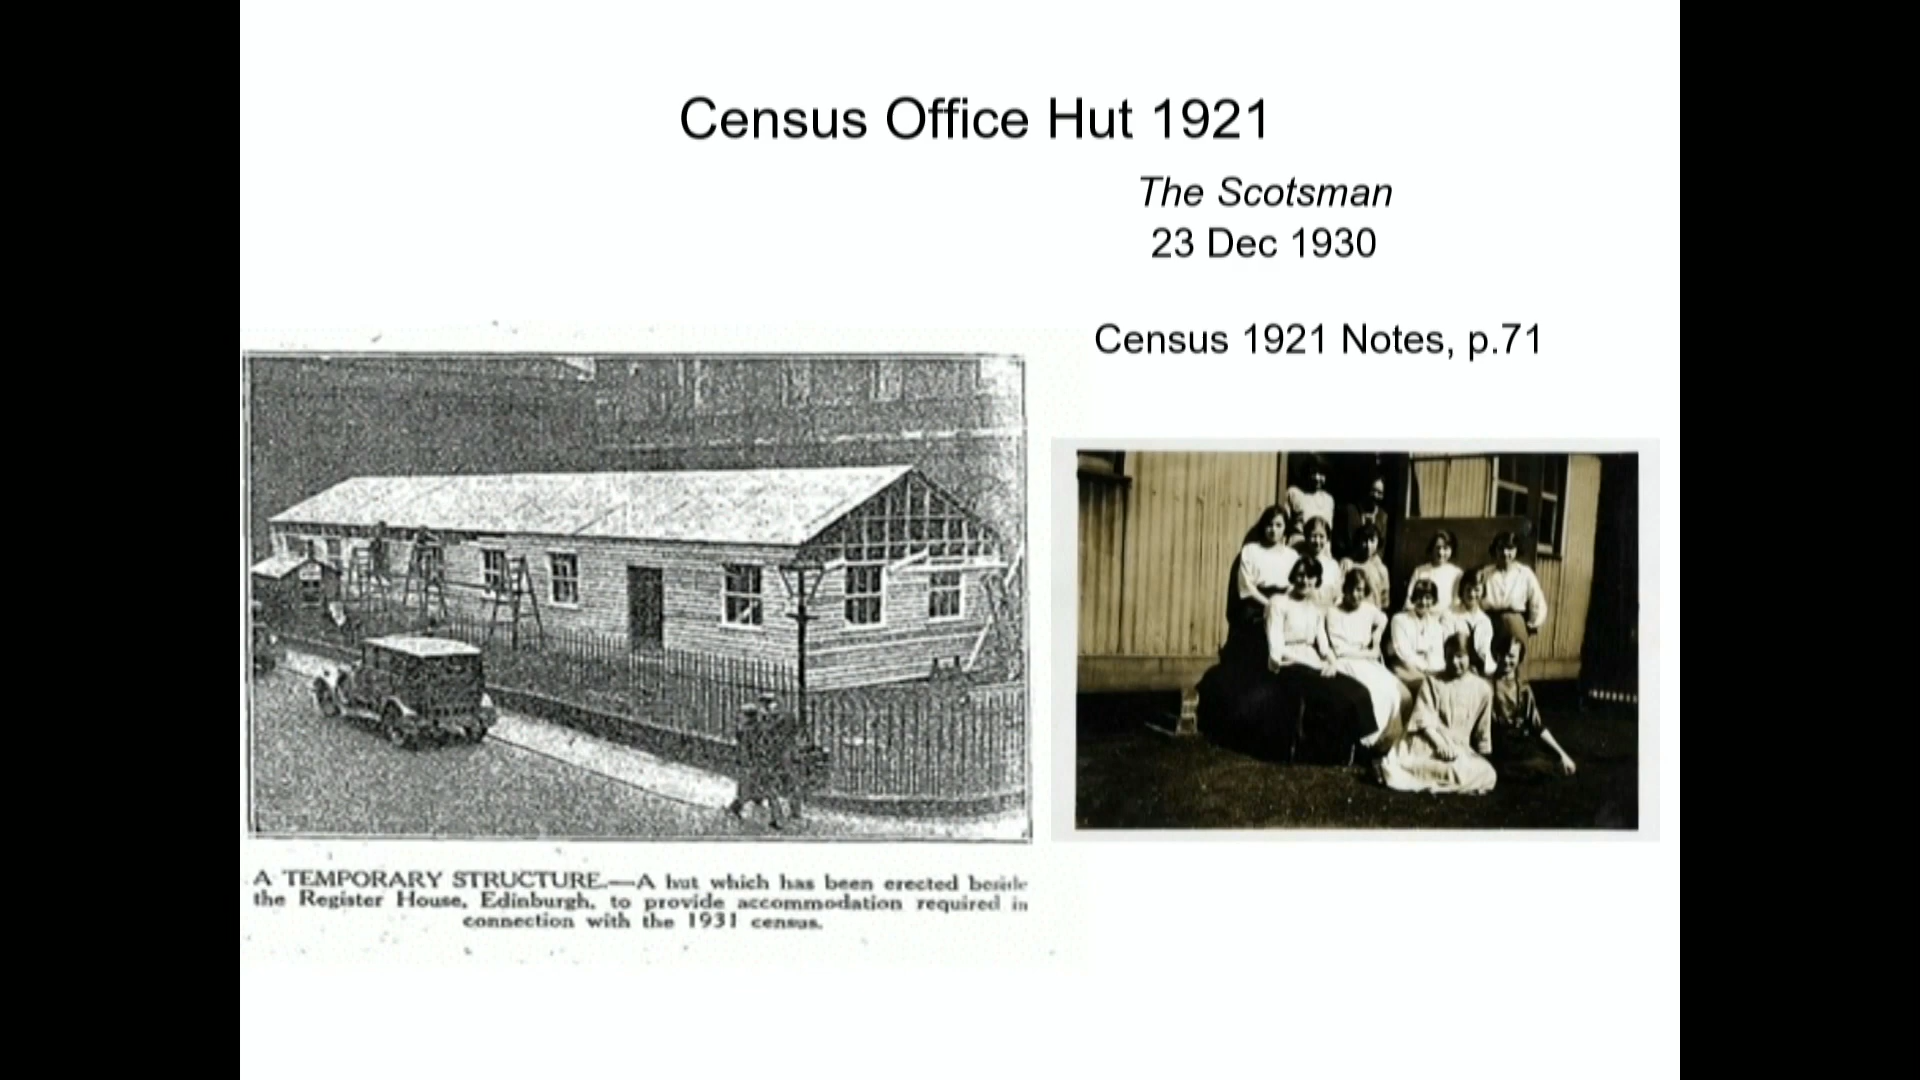 Census Office Hut 1921
The Scotsman
23 Dec 1930
Census 1921 Notes, p.71
A TEMPORARY STRUCTURE.—A hut which has been erected beside
the Register House, Edinburgh, to provide accommodation required in
connection with the 1931 census.